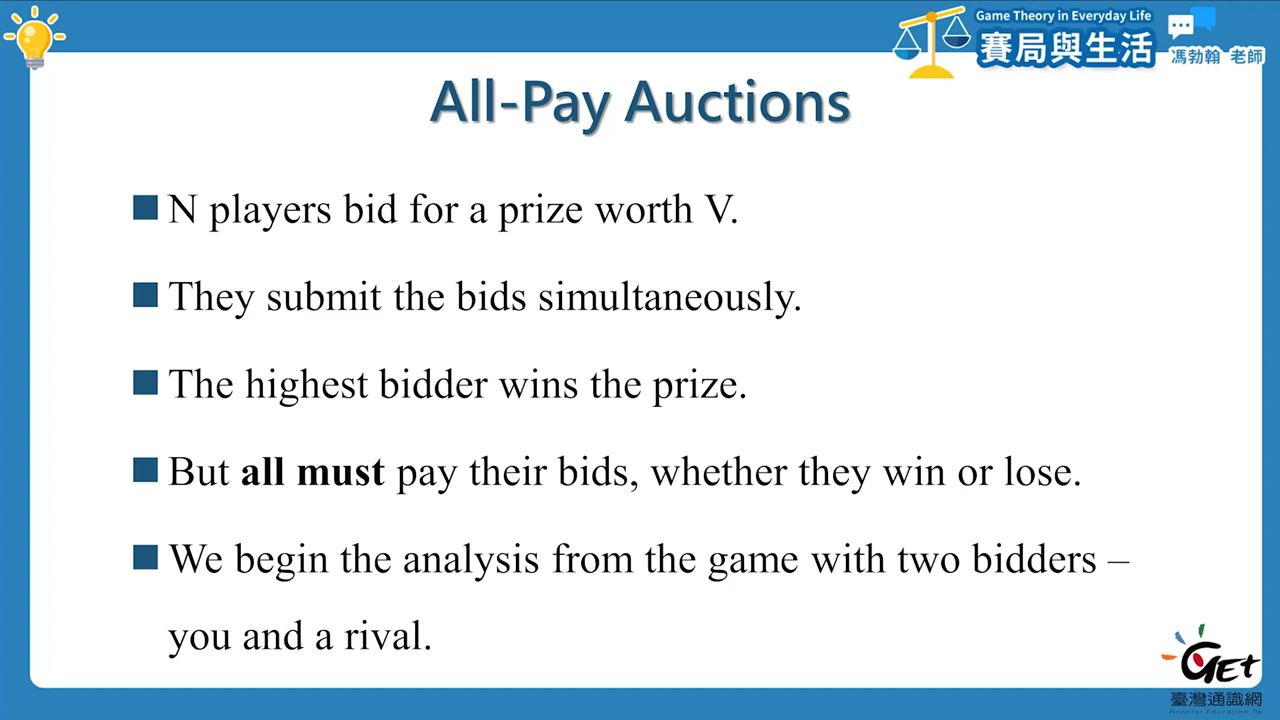 Game Theory in Everyday Life
賽局與生活
馮勃翰 老師
All-Pay Auctions
N players bid for a prize worth V.
They submit the bids simultaneously.
The highest bidder wins the prize.
But all must pay their bids, whether they win or lose.
We begin the analysis from the game with two bidders –
you and a rival.
GET
臺灣通識網
General Education TW